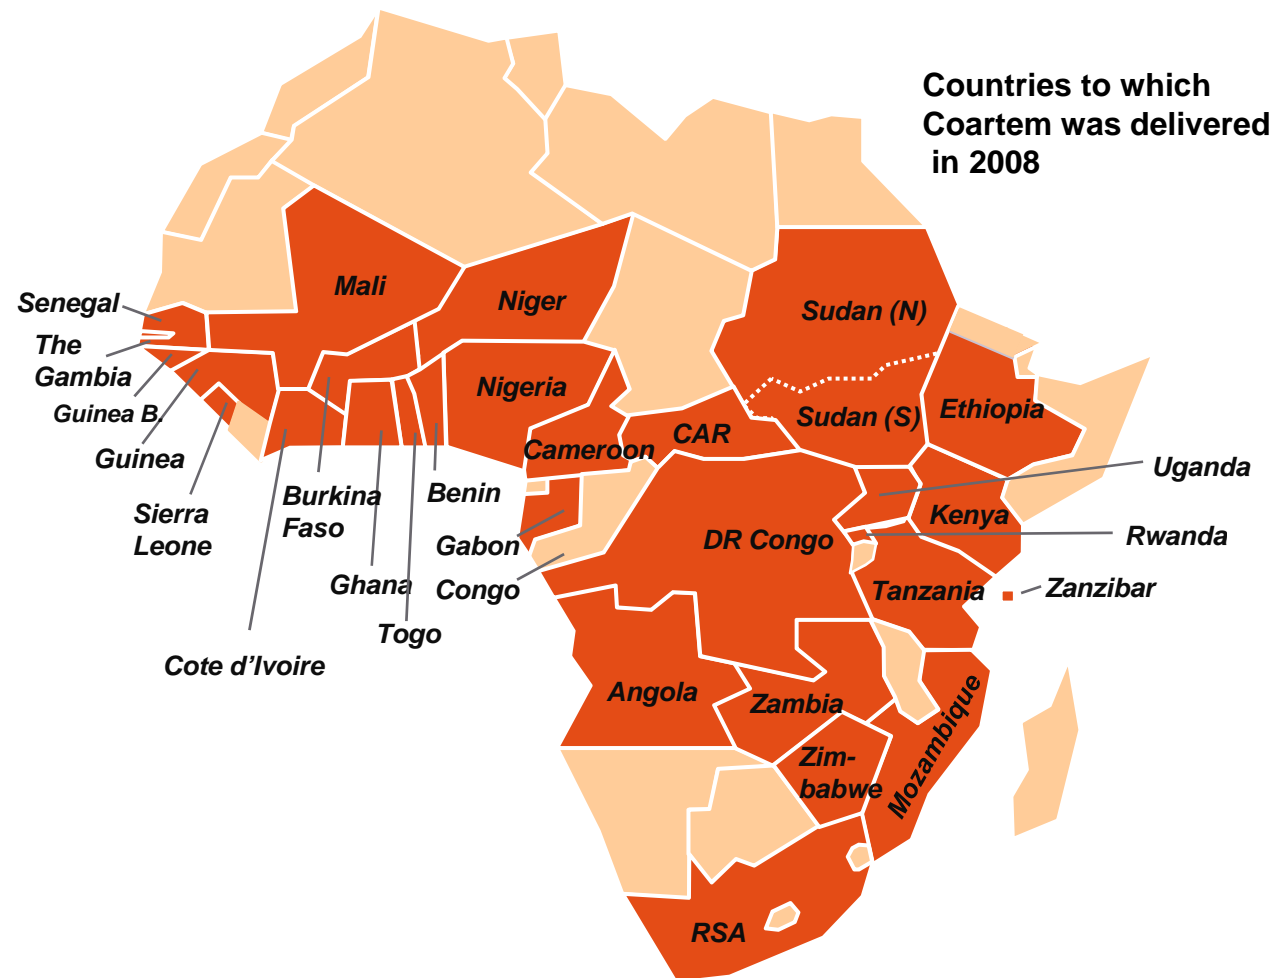 Countries to which
Coartem was delivered
in 2008
Mali
Niger
Sudan (N)
Senegal
The
Gambia
Guinea B.
Guinea
Sierra
Leone
Nigeria
Cameroon
CAR
Sudan (S)
Ethiopia
Uganda
Burkina
Faso
Benin
Gabon
Congo
DR Congo
Kenya
Rwanda
Ghana
Togo
Cote d’Ivoire
Tanzania
Zanzibar
Angola
Zambia
Zim-
babwe
Mozambique
RSA